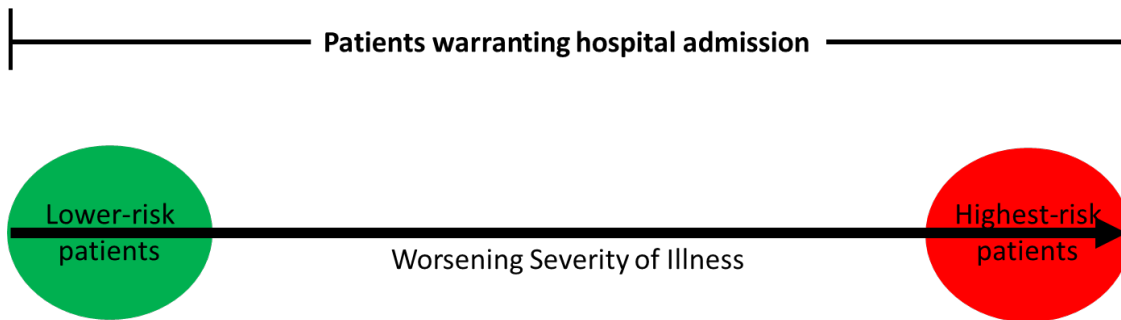 Patients warranting hospital admission
Lower-risk
patients
Worsening Severity of Illness
Highest-risk
patients